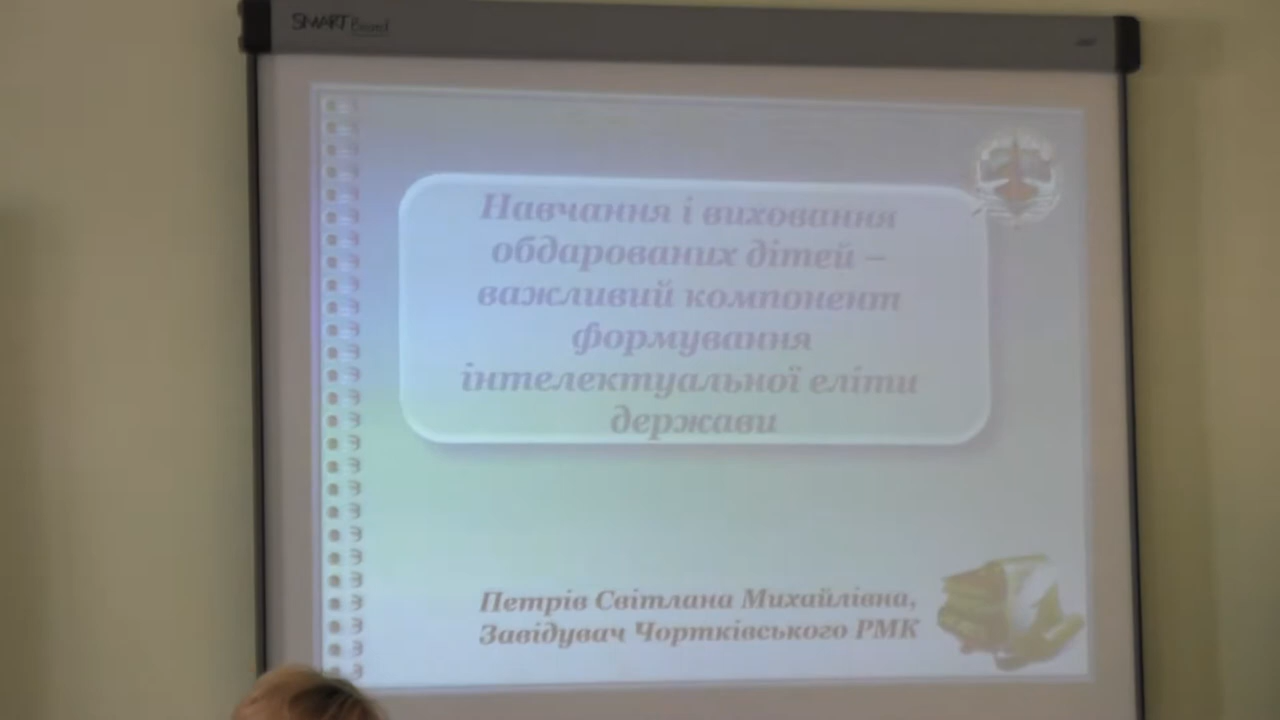 SMART Board
Навчання і виховання
обдарованих дітей –
важливий компонент
формування
інтелектуальної еліти
держави
Петрів Світлана Михайлівна,
Завідувач Чортківського РМК